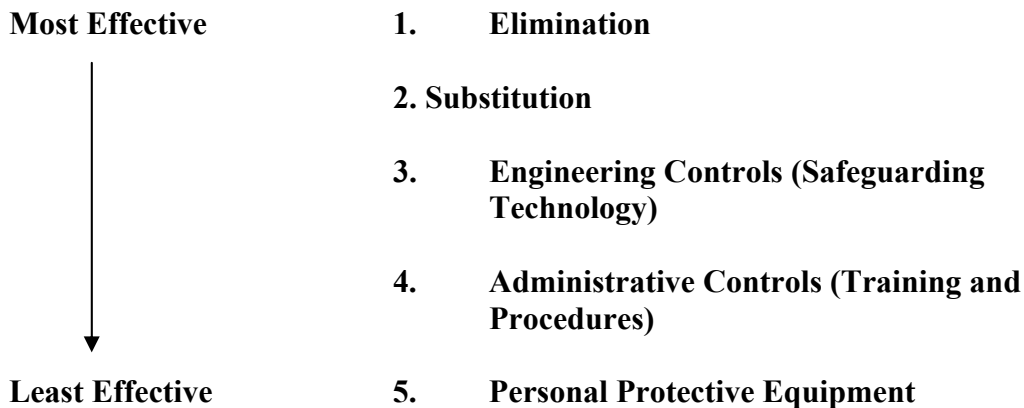 Most Effective 1. Elimination
2. Substitution
3. Engineering Controls (Safeguarding
Technology)
4. Administrative Controls (Training and
Procedures)
Least Effective 5. Personal Protective Equipment